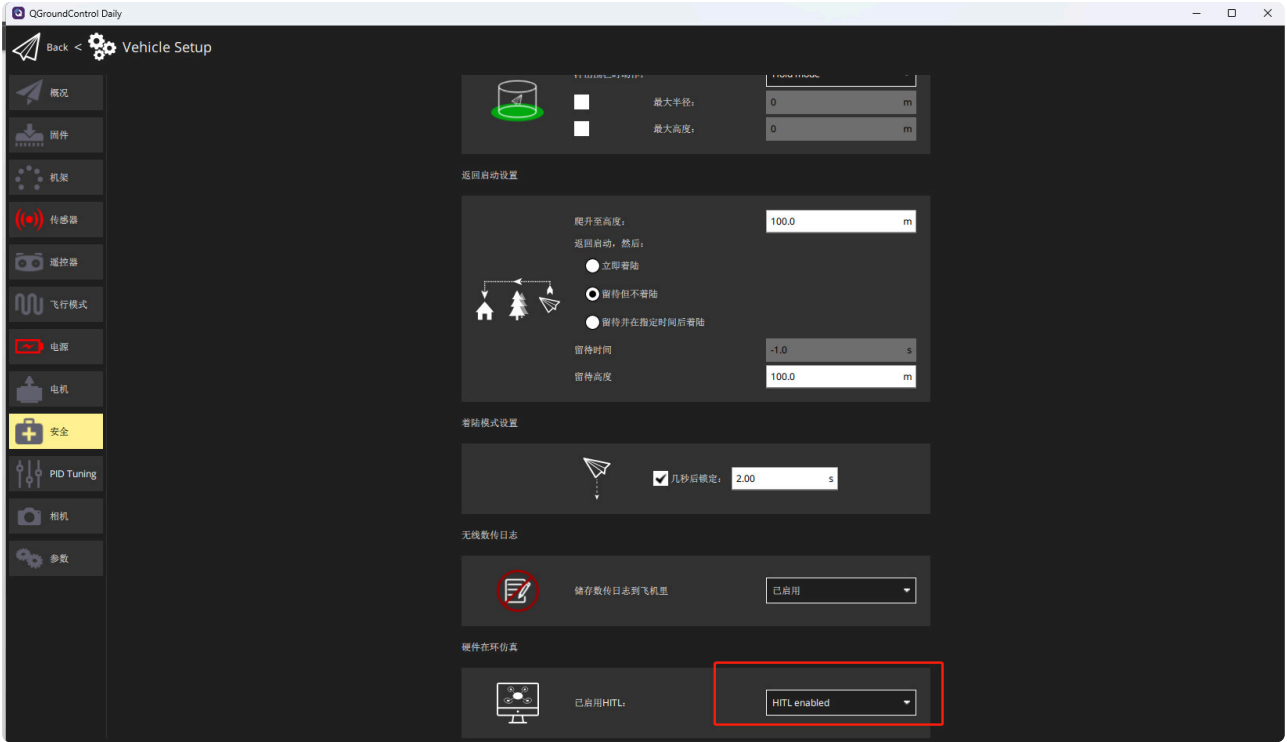 QGroundControl Daily
Back < Vehicle Setup
概况
固件
机架
传感器
遥控器
飞行模式
电源
电机
安全
PID Tuning
相机
参数
Hold mode
最大半径: 0 m
最大高度: 0 m
返回启动设置
爬升至高度: 100.0 m
返回启动，然后:
立即着陆
留待但不着陆
留待并在指定时间后着陆
留待时间 -1.0 s
留待高度 100.0 m
着陆模式设置
几秒后锁定: 2.00 s
无线数传日志
储存数传日志到飞机里 已启用
硬件在环仿真
已启用HITL: HITL enabled